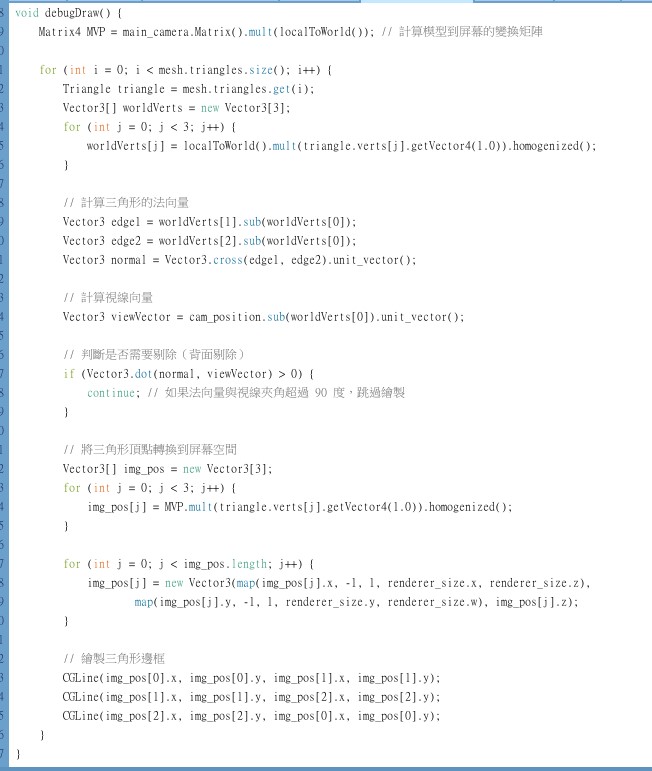 void debugDraw() {
    Matrix4 MVP = main_camera.Matrix().mult(localToWorld()); // 計算模型到屏幕的變換矩陣

    for (int i = 0; i < mesh.triangles.size(); i++) {
        Triangle triangle = mesh.triangles.get(i);
        Vector3[] worldVerts = new Vector3[3];
        for (int j = 0; j < 3; j++) {
            worldVerts[j] = localToWorld().mult(triangle.verts[j].getVector4(1.0)).homogenized();
        }

        // 計算三角形的法向量
        Vector3 edge1 = worldVerts[1].sub(worldVerts[0]);
        Vector3 edge2 = worldVerts[2].sub(worldVerts[0]);
        Vector3 normal = Vector3.cross(edge1, edge2).unit_vector();

        // 計算視線向量
        Vector3 viewVector = cam_position.sub(worldVerts[0]).unit_vector();

        // 判斷是否需要剔除（背面剔除）
        if (Vector3.dot(normal, viewVector) > 0) {
            continue; // 如果法向量與視線夾角超過 90 度，跳過繪製
        }

        // 將三角形頂點轉換到屏幕空間
        Vector3[] img_pos = new Vector3[3];
        for (int j = 0; j < 3; j++) {
            img_pos[j] = MVP.mult(triangle.verts[j].getVector4(1.0)).homogenized();
        }

        for (int j = 0; j < img_pos.length; j++) {
            img_pos[j] = new Vector3(map(img_pos[j].x, -1, 1, renderer_size.x, renderer_size.z),
                    map(img_pos[j].y, -1, 1, renderer_size.y, renderer_size.w), img_pos[j].z);
        }

        // 繪製三角形邊框
        CGLine(img_pos[0].x, img_pos[0].y, img_pos[1].x, img_pos[1].y);
        CGLine(img_pos[1].x, img_pos[1].y, img_pos[2].x, img_pos[2].y);
        CGLine(img_pos[2].x, img_pos[2].y, img_pos[0].x, img_pos[0].y);
    }
}